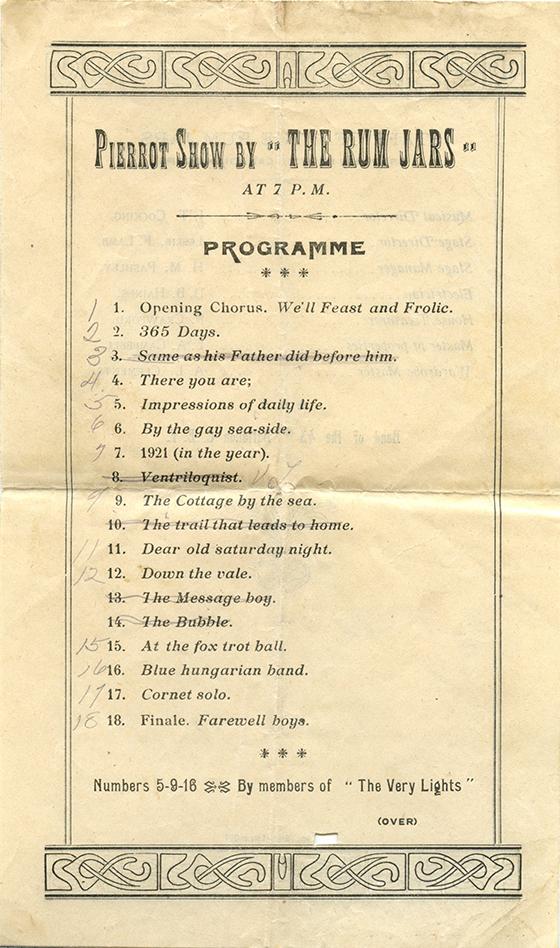 PIERROT SHOW BY " THE RUM JARS "
AT 7 P.M.
PROGRAMME
1 1. Opening Chorus. We'll Feast and Frolic.
2 2. 365 Days.
3 3. Same as his Father did before him.
4 4. There you are;
5 5. Impressions of daily life.
6 6. By the gay sea-side.
7 7. 1921 (in the year).
8. Ventriloquist.
9 9. The Cottage by the sea.
10. The trail that leads to home.
11 11. Dear old saturday night.
12 12. Down the vale.
13. The Message boy.
14. The Bubble.
15 15. At the fox trot ball.
16 16. Blue hungarian band.
17 17. Cornet solo.
18 18. Finale. Farewell boys.
Numbers 5-9-16 By members of " The Very Lights "
(OVER)